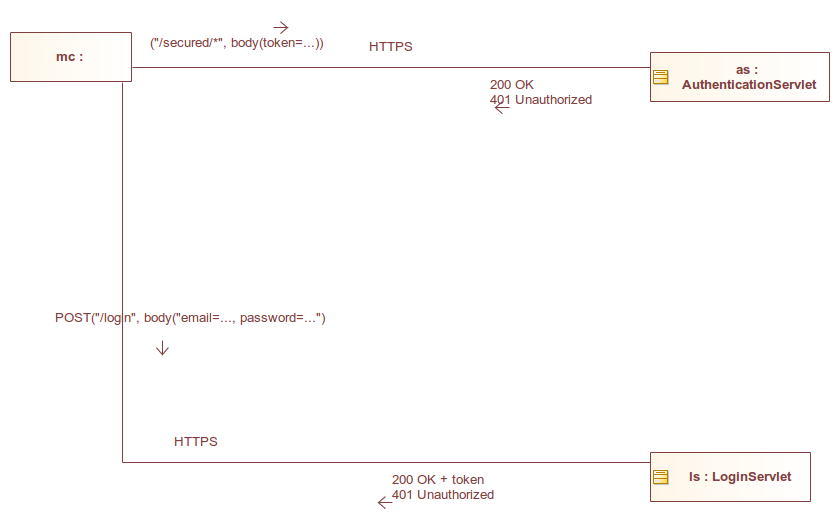 ("/secured/*", body(token=...))
HTTPS
mc :
as :
AuthenticationServlet
200 OK
401 Unauthorized
POST("/login", body("email=..., password=...")
HTTPS
ls : LoginServlet
200 OK + token
401 Unauthorized